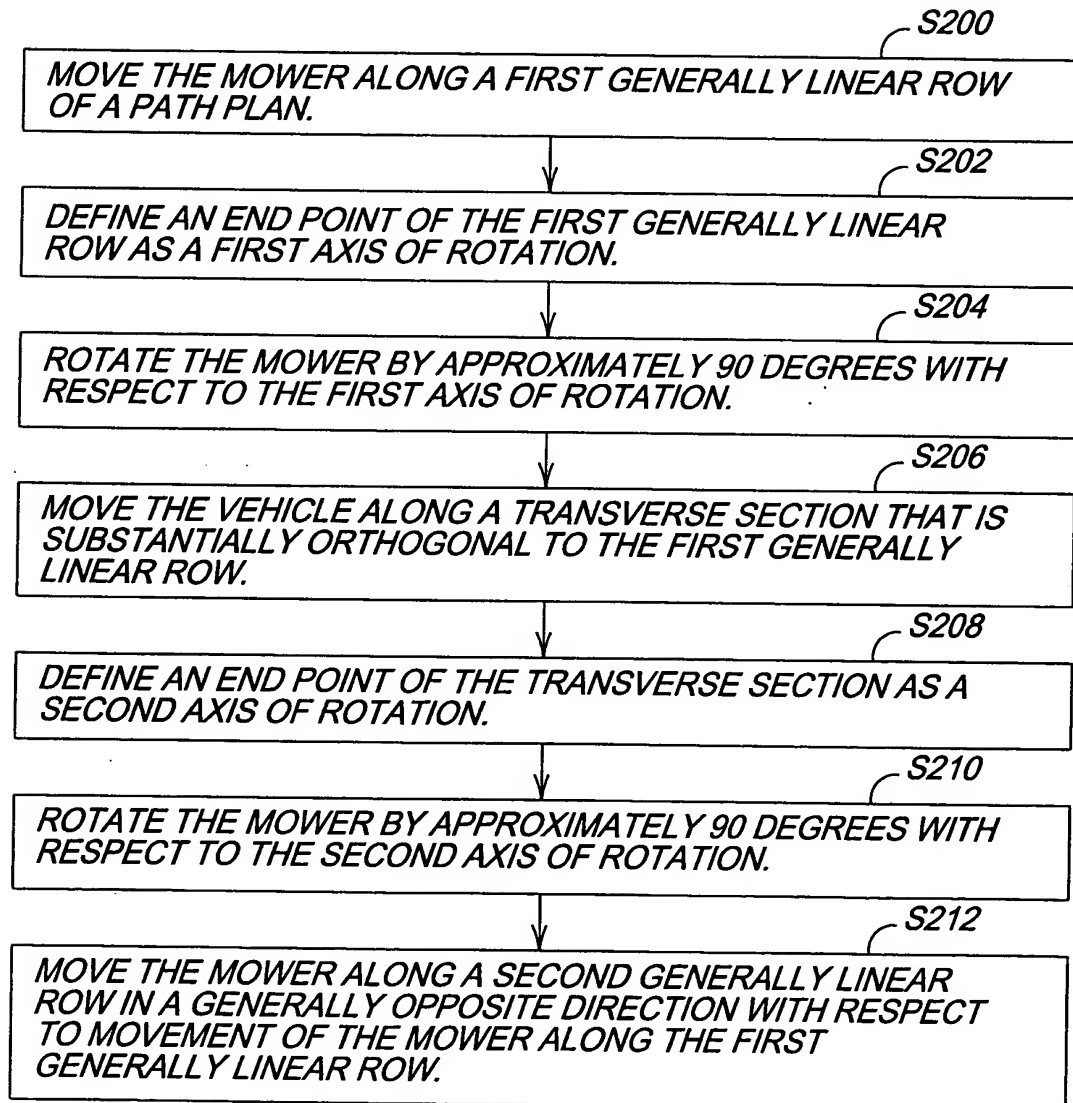 S200
MOVE THE MOWER ALONG A FIRST GENERALLY LINEAR ROW
OF A PATH PLAN.
S202
DEFINE AN END POINT OF THE FIRST GENERALLY LINEAR
ROW AS A FIRST AXIS OF ROTATION.
S204
ROTATE THE MOWER BY APPROXIMATELY 90 DEGREES WITH
RESPECT TO THE FIRST AXIS OF ROTATION.
S206
MOVE THE VEHICLE ALONG A TRANSVERSE SECTION THAT IS
SUBSTANTIALLY ORTHOGONAL TO THE FIRST GENERALLY
LINEAR ROW.
S208
DEFINE AN END POINT OF THE TRANSVERSE SECTION AS A
SECOND AXIS OF ROTATION.
S210
ROTATE THE MOWER BY APPROXIMATELY 90 DEGREES WITH
RESPECT TO THE SECOND AXIS OF ROTATION.
S212
MOVE THE MOWER ALONG A SECOND GENERALLY LINEAR
ROW IN A GENERALLY OPPOSITE DIRECTION WITH RESPECT
TO MOVEMENT OF THE MOWER ALONG THE FIRST
GENERALLY LINEAR ROW.